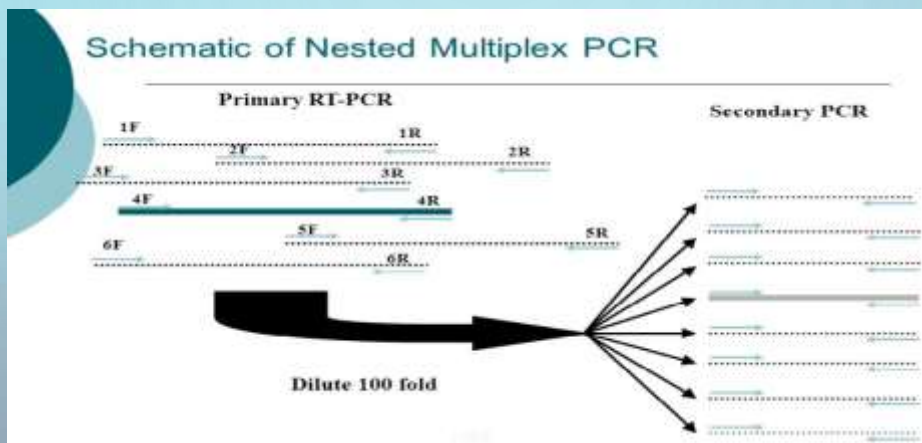 Schematic of Nested Multiplex PCR
Primary RT-PCR
Secondary PCR
1F
1R
2F
2R
3F
3R
4F
4R
5F
5R
6F
6R
Dilute 100 fold